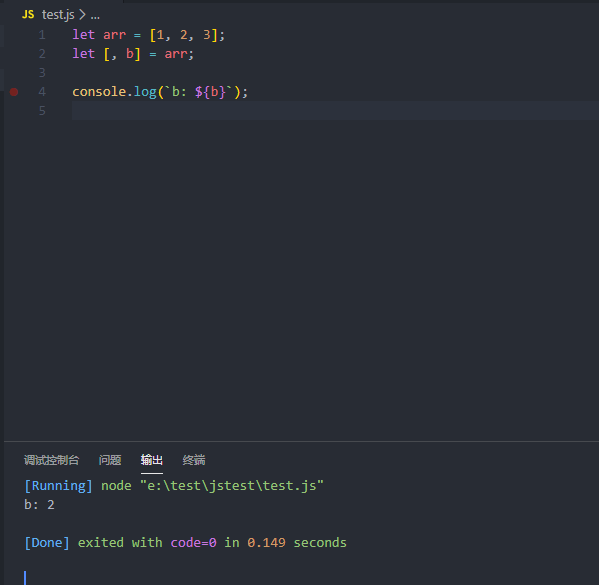 JS test.js > ...
1 let arr = [1, 2, 3];
2 let [, b] = arr;
3
4 console.log(`b: ${b}`);
5
调试控制台 问题 输出 终端
[Running] node "e:\test\jstest\test.js"
b: 2
[Done] exited with code=0 in 0.149 seconds